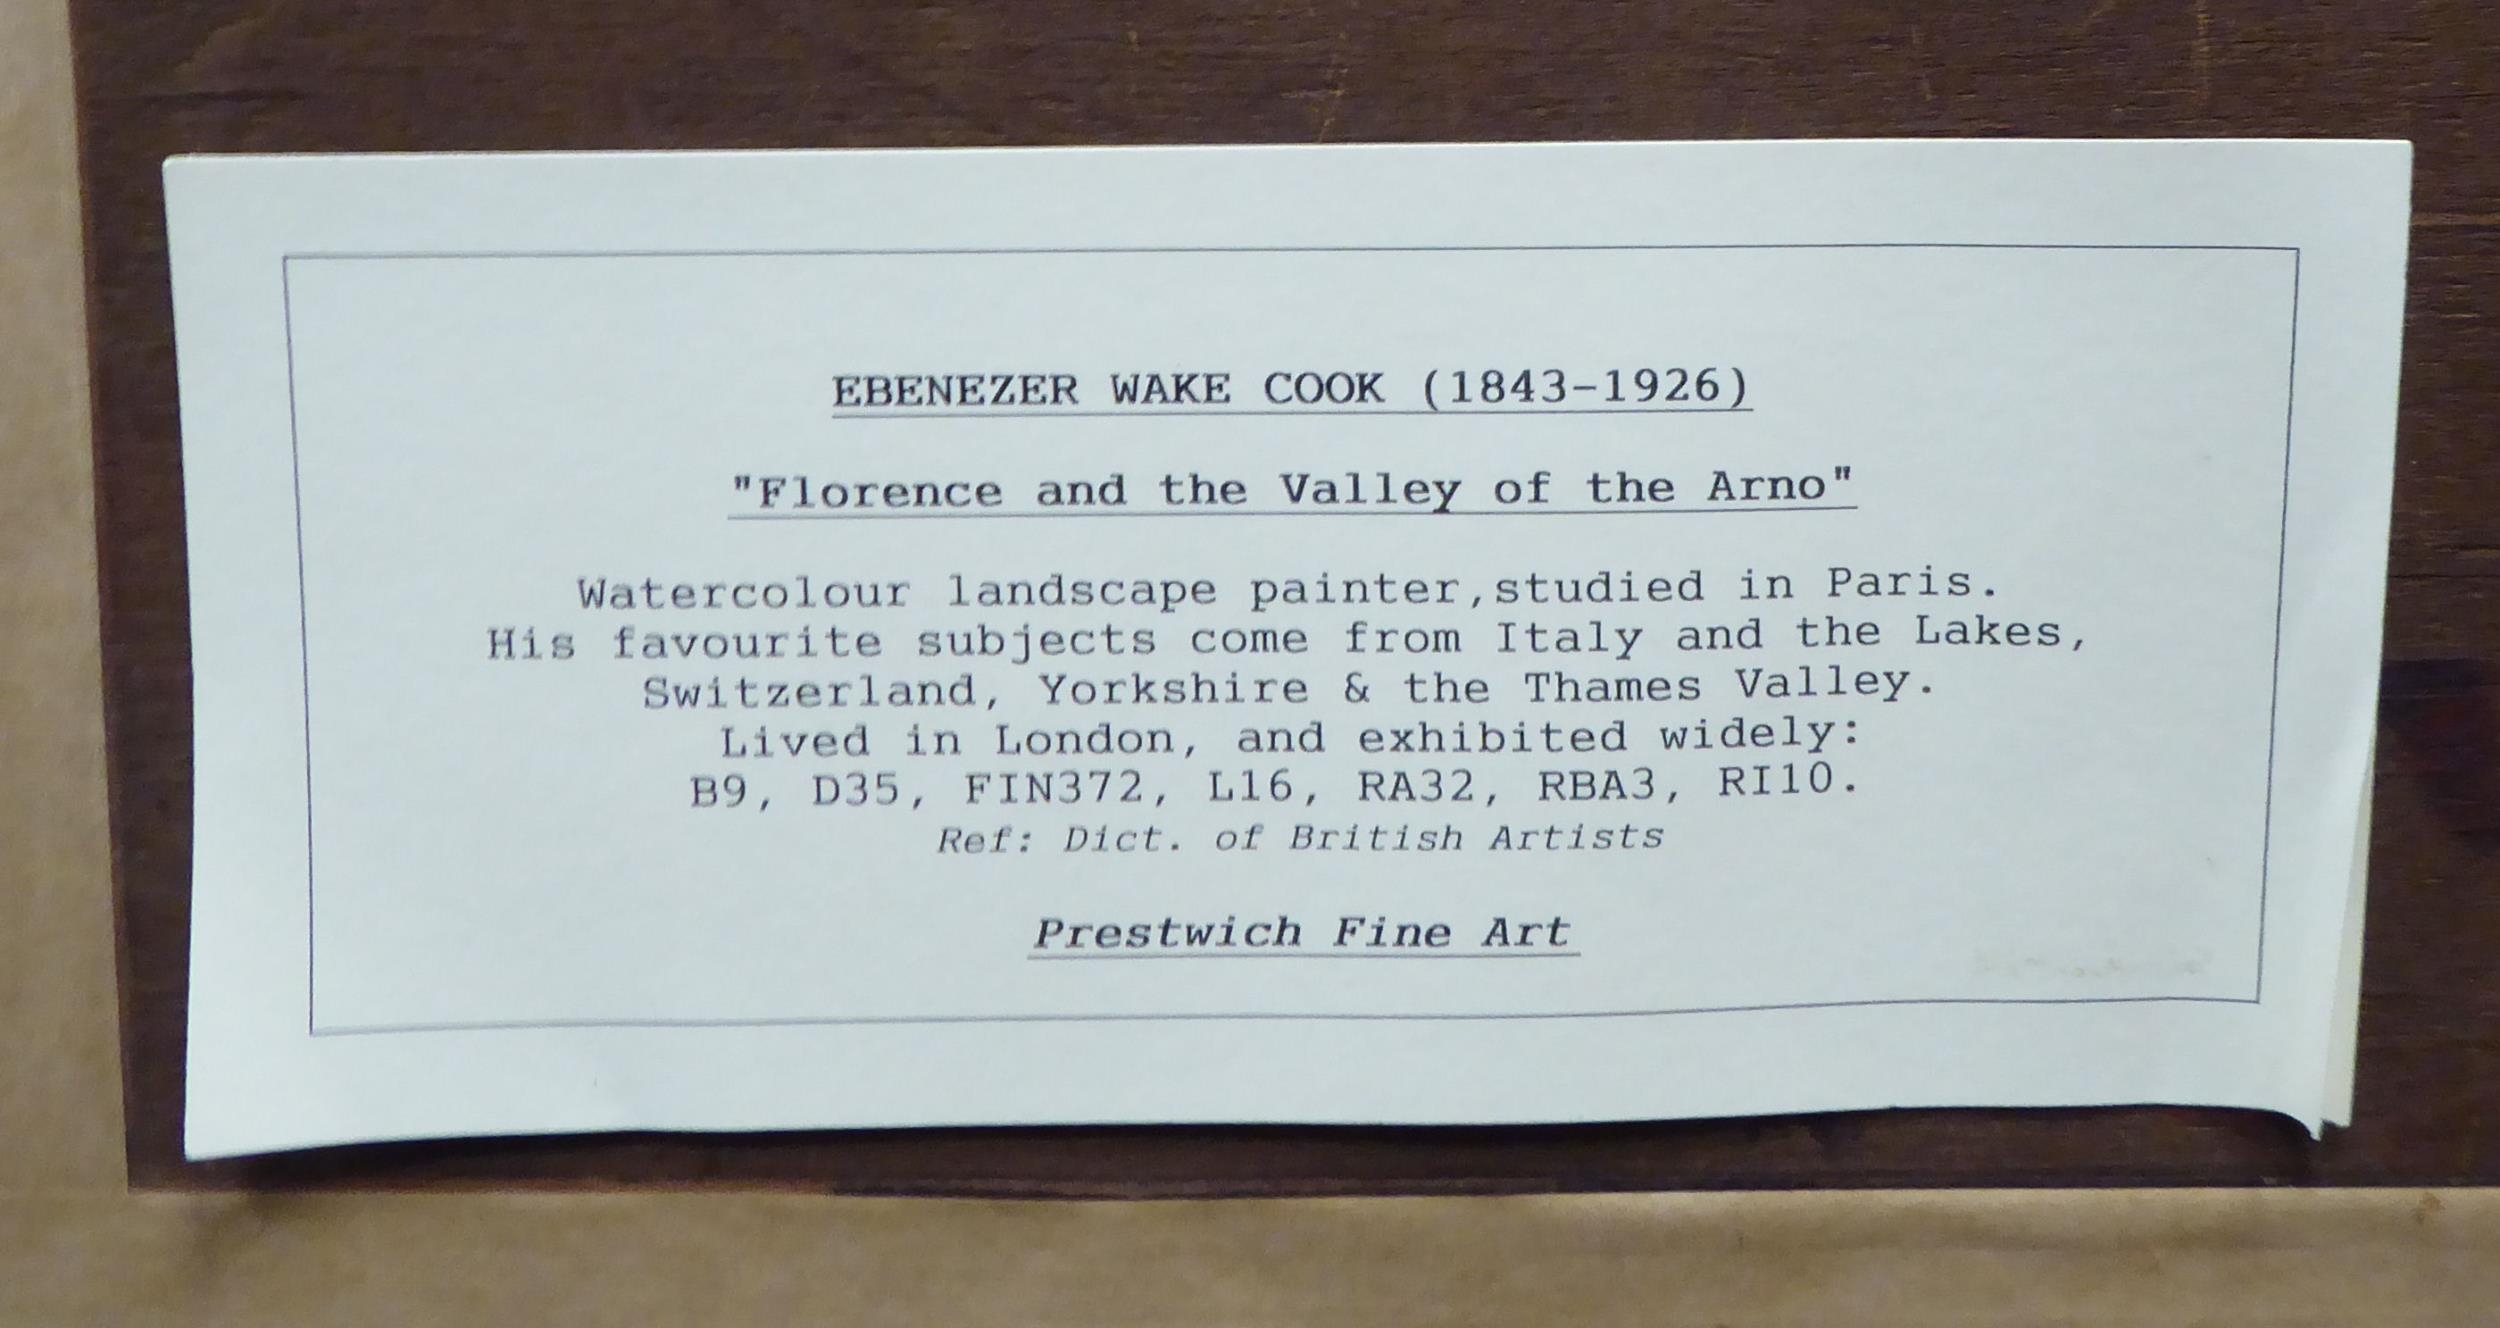 EBENEZER WAKE COOK (1843-1926)
"Florence and the Valley of the Arno"
Watercolour landscape painter,studied in Paris.
His favourite subjects come from Italy and the Lakes,
Switzerland, Yorkshire & the Thames Valley.
Lived in London, and exhibited widely:
B9, D35, FIN372, L16, RA32, RBA3, RI10.
Ref: Dict. of British Artists
Prestwich Fine Art